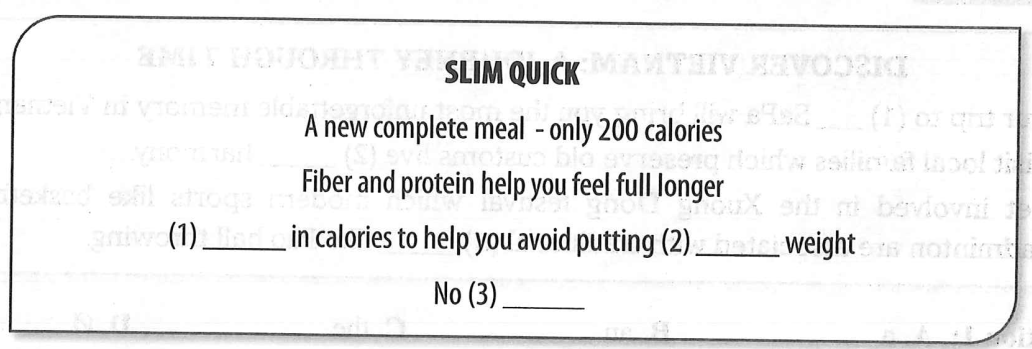 SLIM QUICK
A new complete meal - only 200 calories
Fiber and protein help you feel full longer
(1) ______ in calories to help you avoid putting (2) ______ weight
No (3) ______